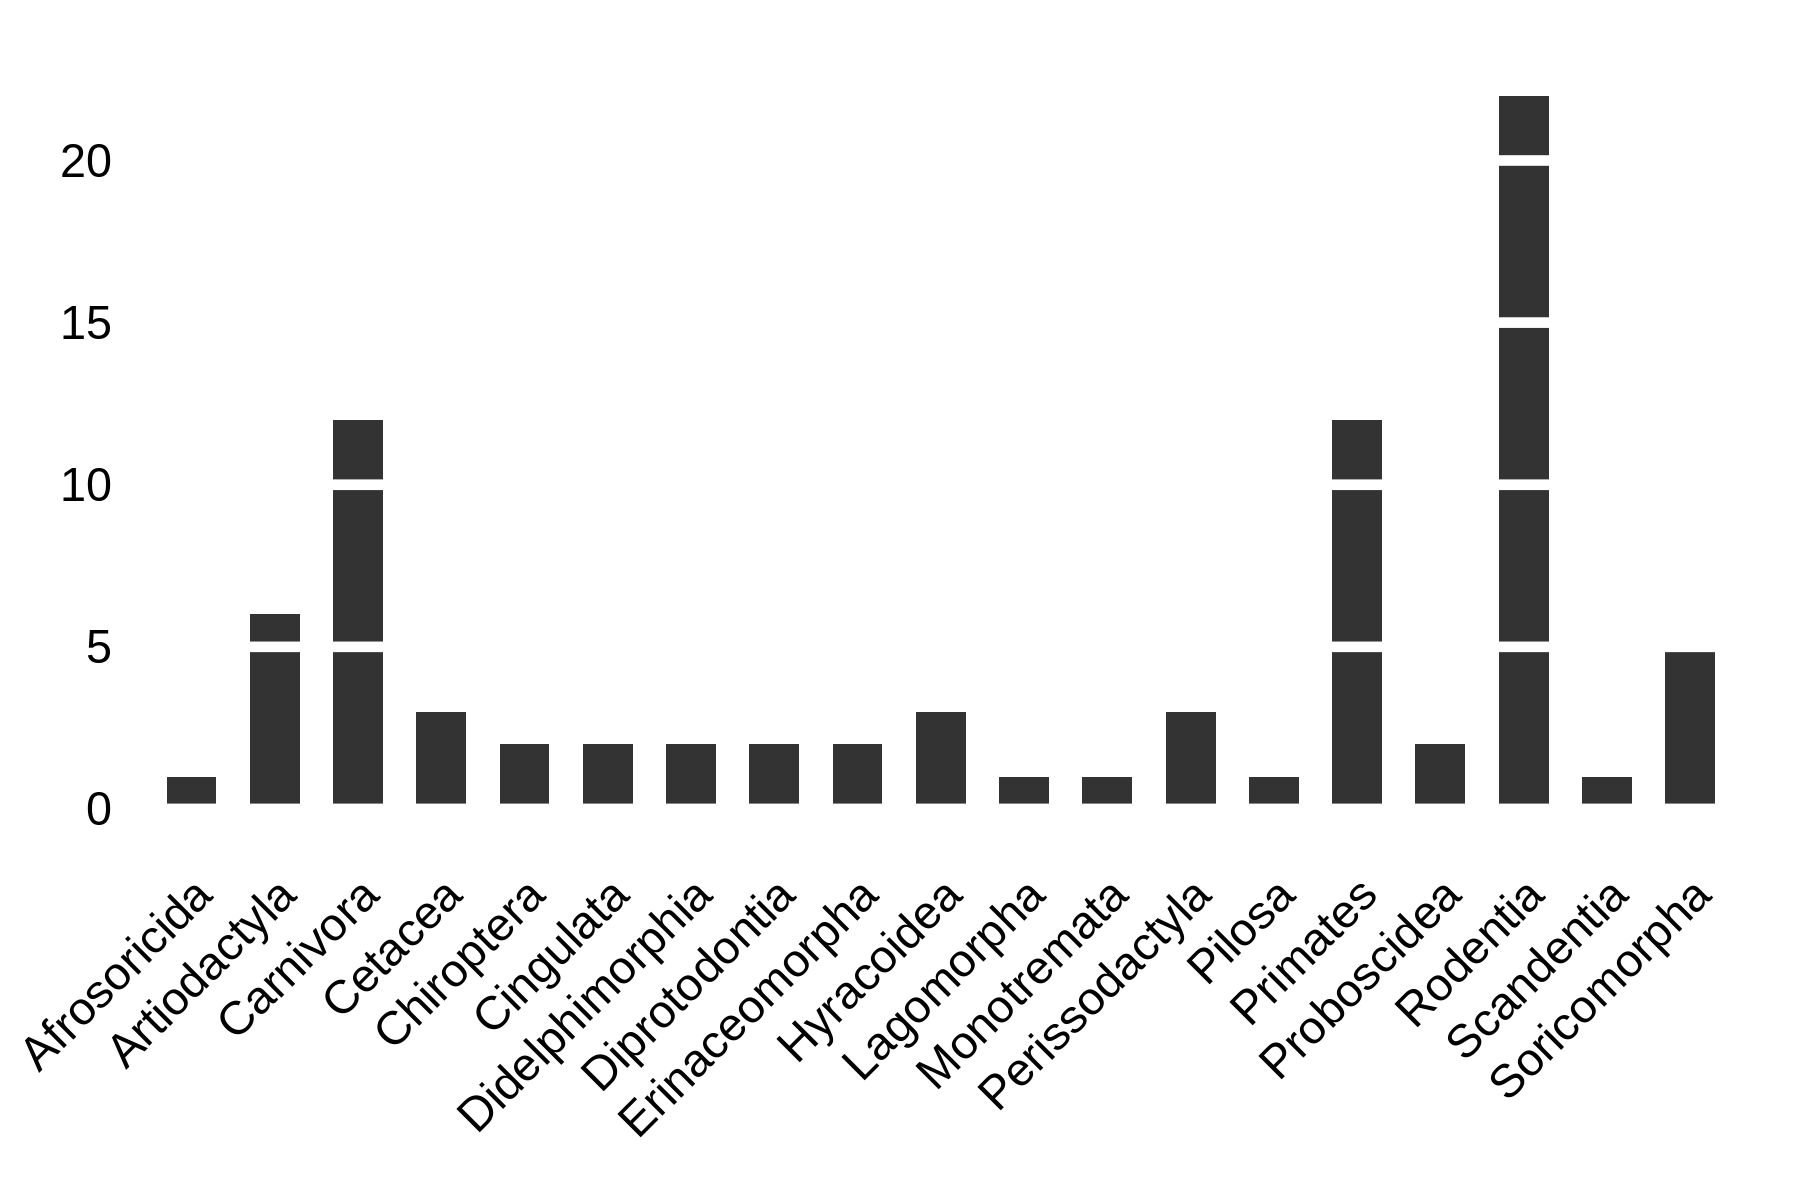 20
15
10
5
0
Afrosoricida
Artiodactyla
Carnivora
Cetacea
Chiroptera
Cingulata
Didelphimorphia
Diprotodontia
Erinaceomorpha
Hyracoidea
Lagomorpha
Monotremata
Perissodactyla
Pilosa
Primates
Proboscidea
Rodentia
Scandentia
Soricomorpha